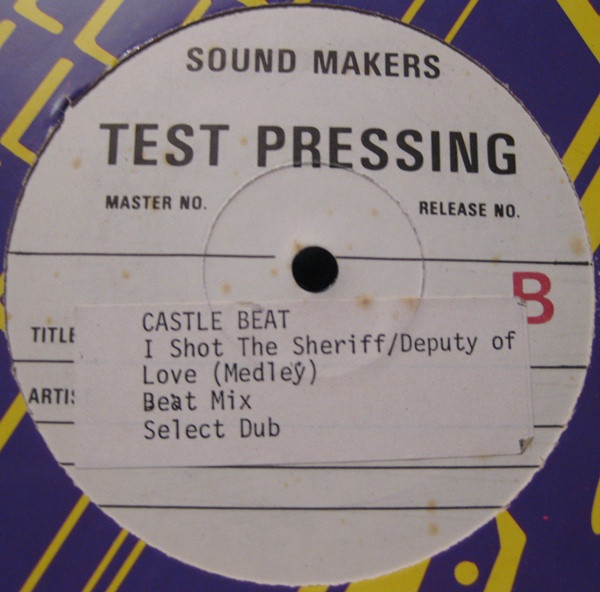 SOUND MAKERS
TEST PRESSING
MASTER NO.
RELEASE NO.
B
TITLE
ARTIS
CASTLE BEAT
I Shot The Sheriff/Deputy of
Love (Medley)
Beat Mix
Select Dub